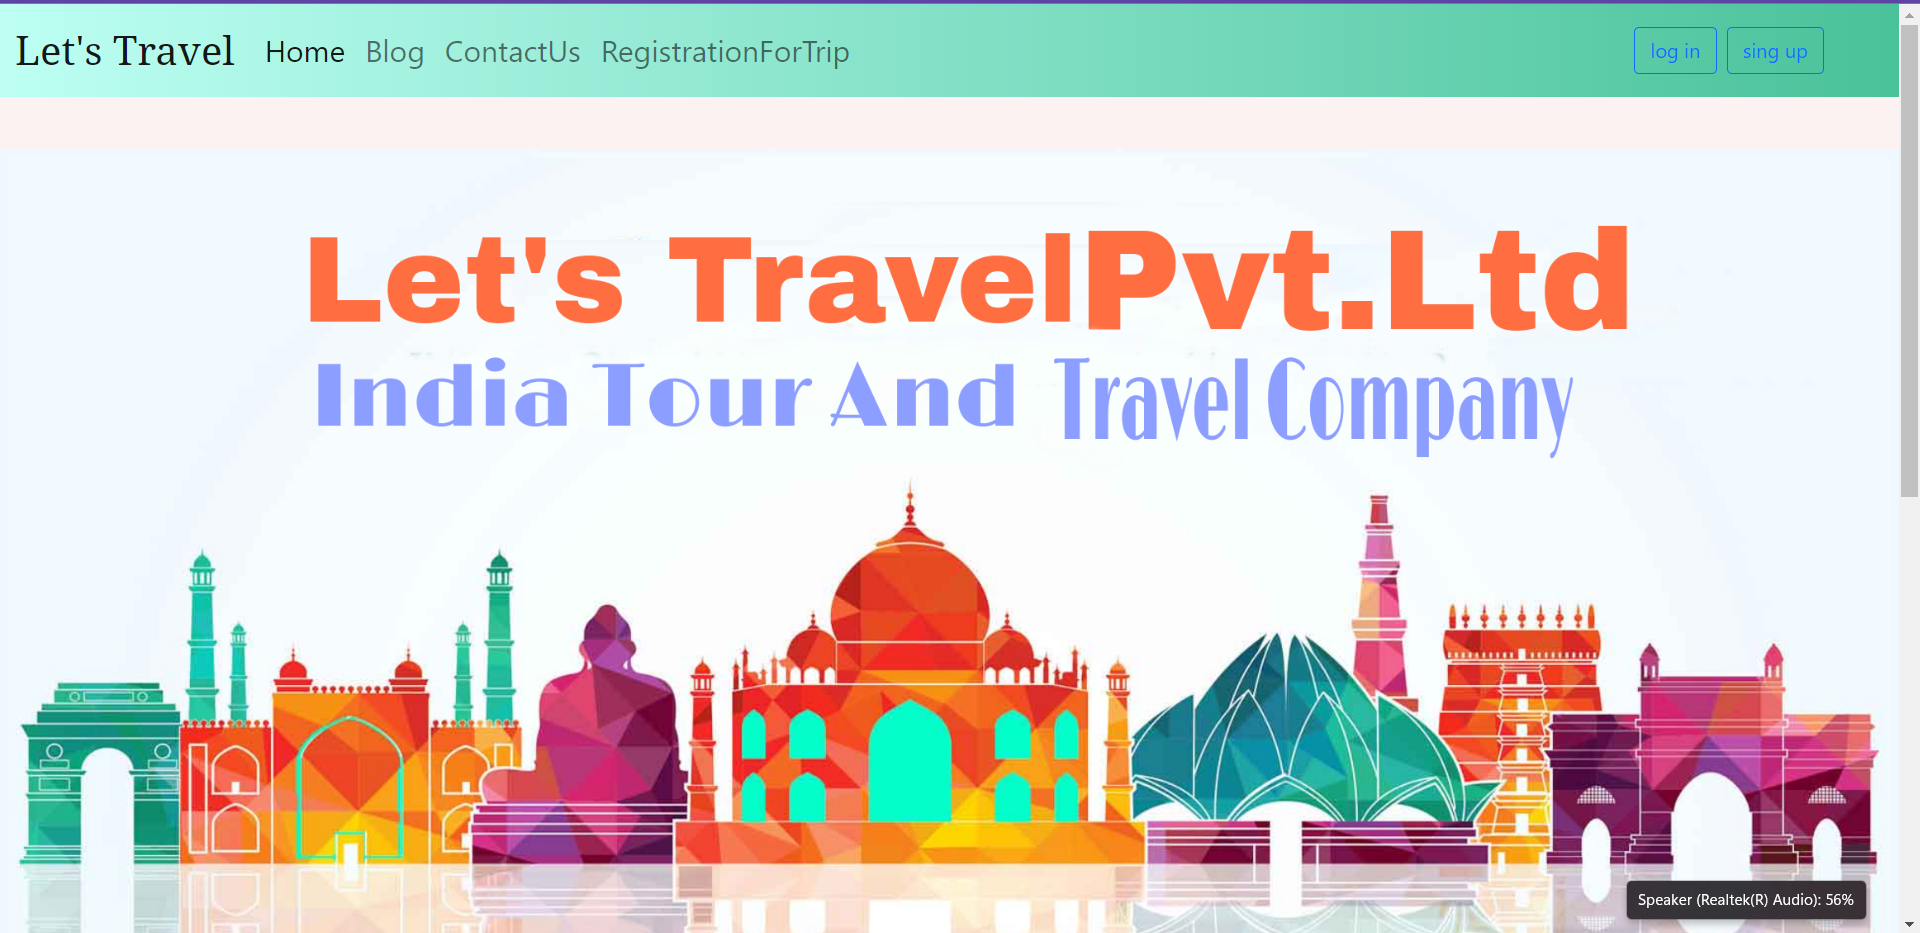 Let's Travel Home Blog ContactUs RegistrationForTrip log in sing up
Let's TravelPvt.Ltd
India Tour And Travel Company
Speaker (Realtek(R) Audio): 56%